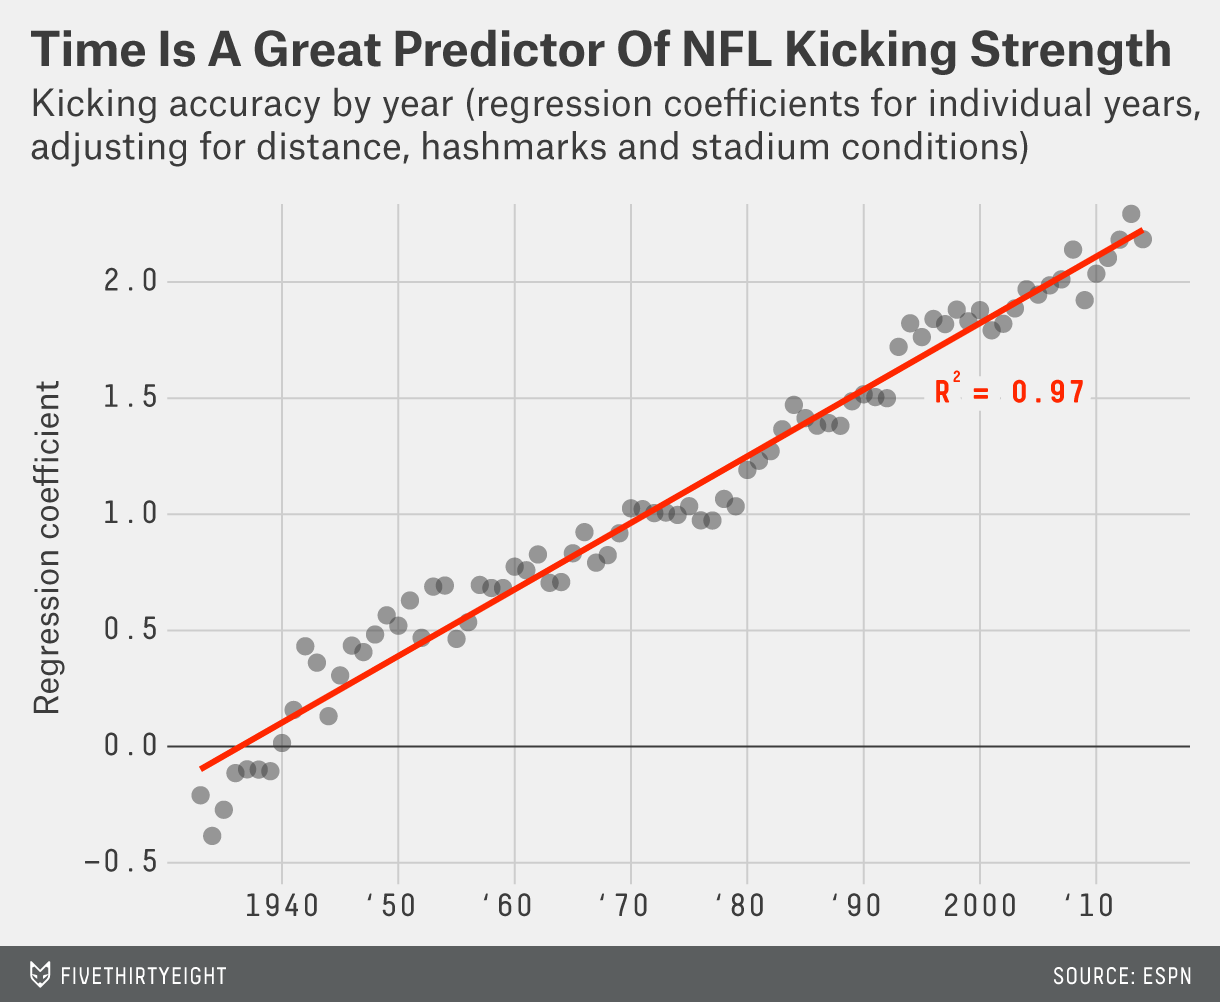 Time Is A Great Predictor Of NFL Kicking Strength
Kicking accuracy by year (regression coefficients for individual years,
adjusting for distance, hashmarks and stadium conditions)
Regression coefficient
2.0
1.5
1.0
0.5
0.0
−0.5
R² = 0.97
1940 ‘50 ‘60 ‘70 ‘80 ‘90 2000 ‘10
FIVETHIRTYEIGHT SOURCE: ESPN